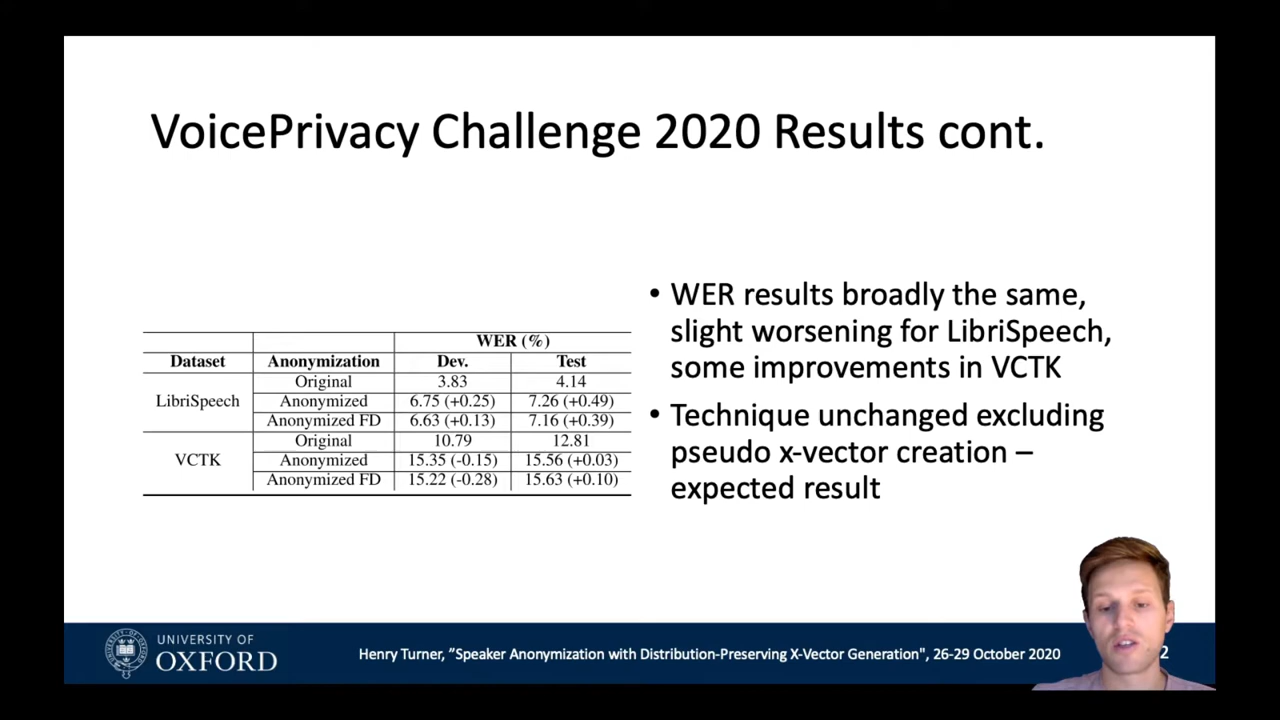 VoicePrivacy Challenge 2020 Results cont.
WER (%)
Dataset Anonymization Dev. Test
Original 3.83 4.14
LibriSpeech Anonymized 6.75 (+0.25) 7.26 (+0.49)
Anonymized FD 6.63 (+0.13) 7.16 (+0.39)
Original 10.79 12.81
VCTK Anonymized 15.35 (-0.15) 15.56 (+0.03)
Anonymized FD 15.22 (-0.28) 15.63 (+0.10)
• WER results broadly the same,
slight worsening for LibriSpeech,
some improvements in VCTK
• Technique unchanged excluding
pseudo x-vector creation –
expected result
UNIVERSITY OF
OXFORD
Henry Turner, "Speaker Anonymization with Distribution-Preserving X-Vector Generation", 26-29 October 2020